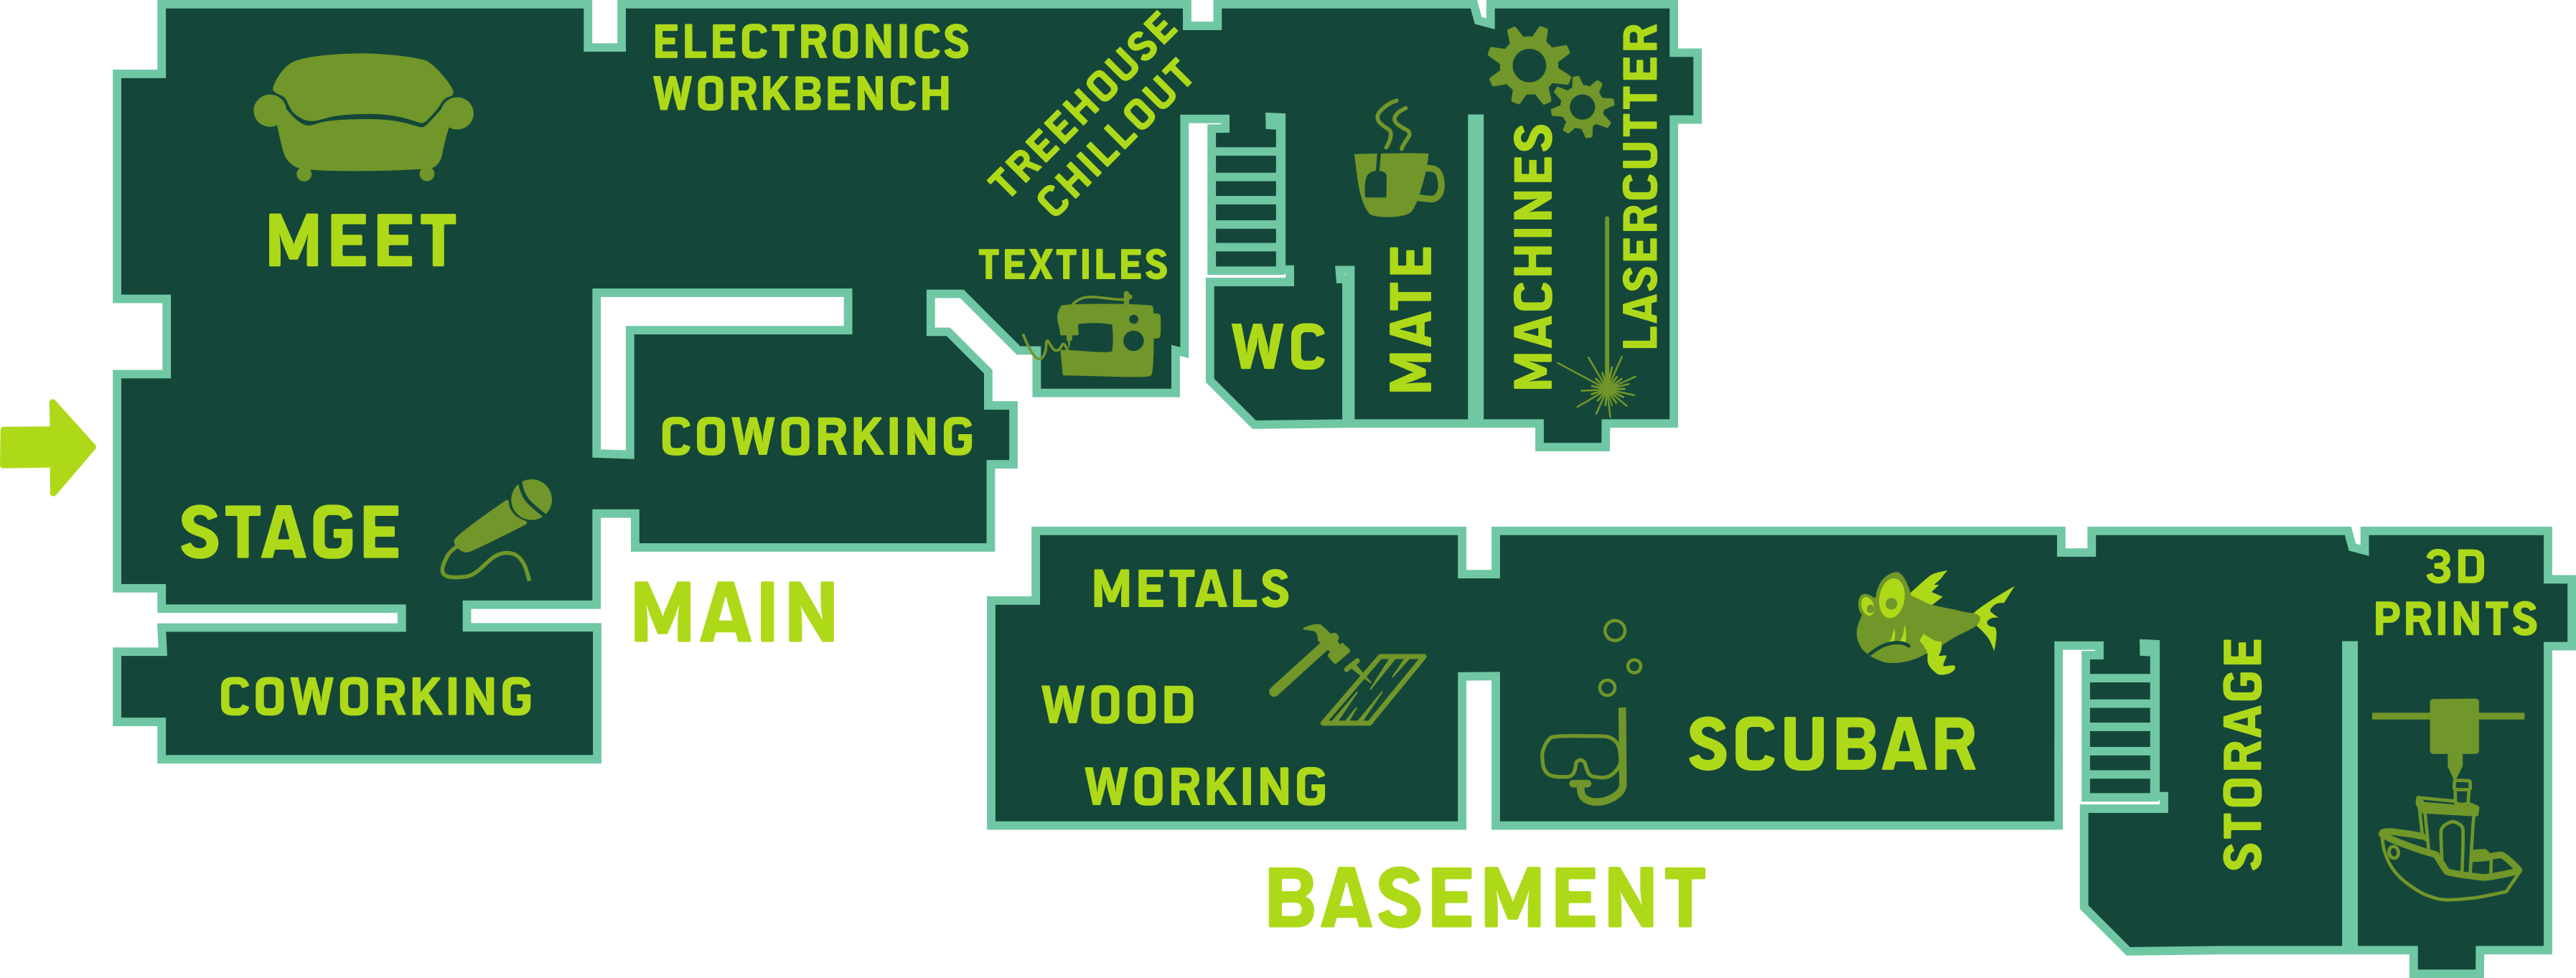 MEET
ELECTRONICS
WORKBENCH
TREEHOUSE
CHILLOUT
TEXTILES
WC
MATE
MACHINES
LASERCUTTER
COWORKING
STAGE
MAIN
COWORKING
METALS
WOOD
WORKING
SCUBAR
STORAGE
3D
PRINTS
BASEMENT